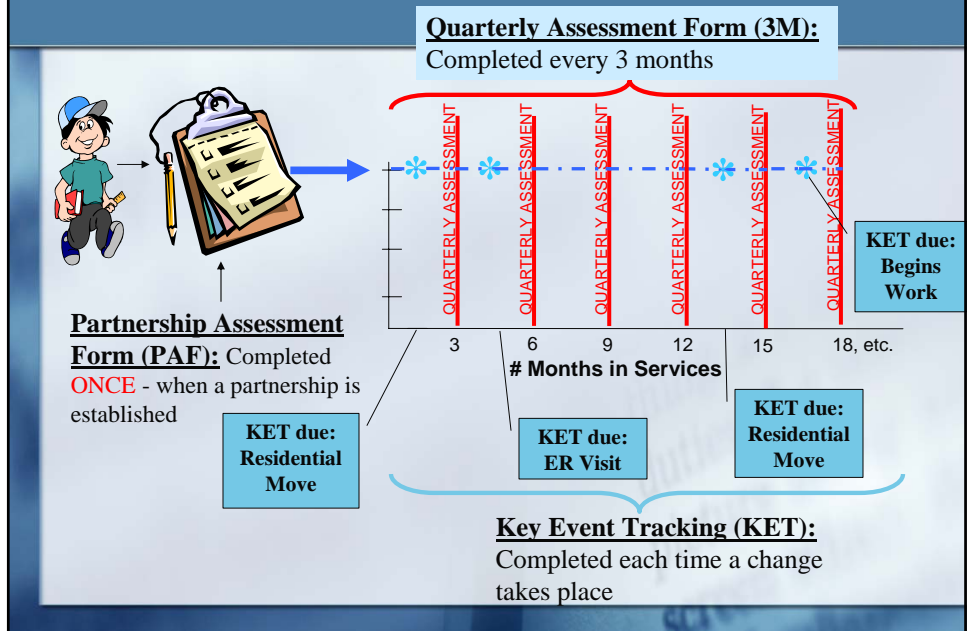 Quarterly Assessment Form (3M):
Completed every 3 months
QUARTERLY ASSESSMENT
QUARTERLY ASSESSMENT
QUARTERLY ASSESSMENT
QUARTERLY ASSESSMENT
QUARTERLY ASSESSMENT
QUARTERLY ASSESSMENT
KET due:
Begins
Work
Partnership Assessment
Form (PAF): Completed
ONCE - when a partnership is
established
3 6 9 12 15 18, etc.
# Months in Services
KET due:
Residential
Move
KET due:
ER Visit
KET due:
Residential
Move
Key Event Tracking (KET):
Completed each time a change
takes place